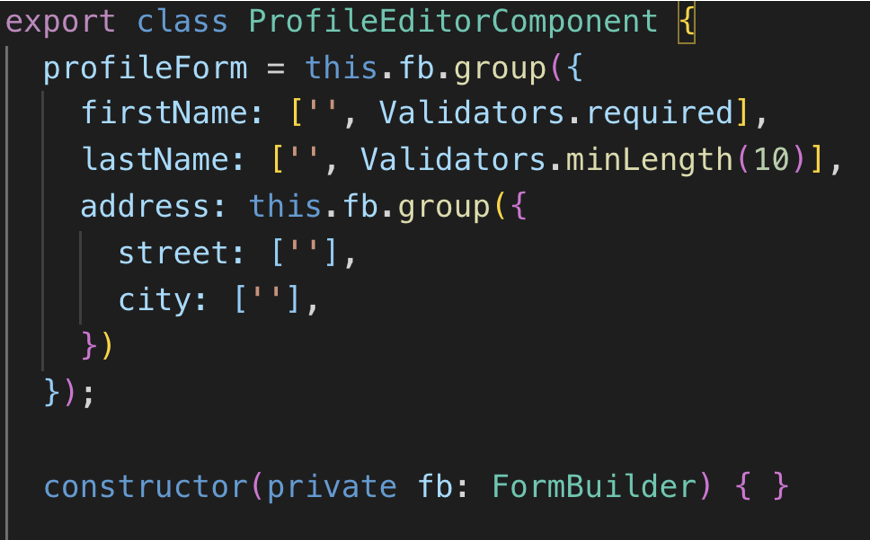 export class ProfileEditorComponent {
  profileForm = this.fb.group({
    firstName: ['', Validators.required],
    lastName: ['', Validators.minLength(10)],
    address: this.fb.group({
      street: [''],
      city: [''],
    })
  });

  constructor(private fb: FormBuilder) { }